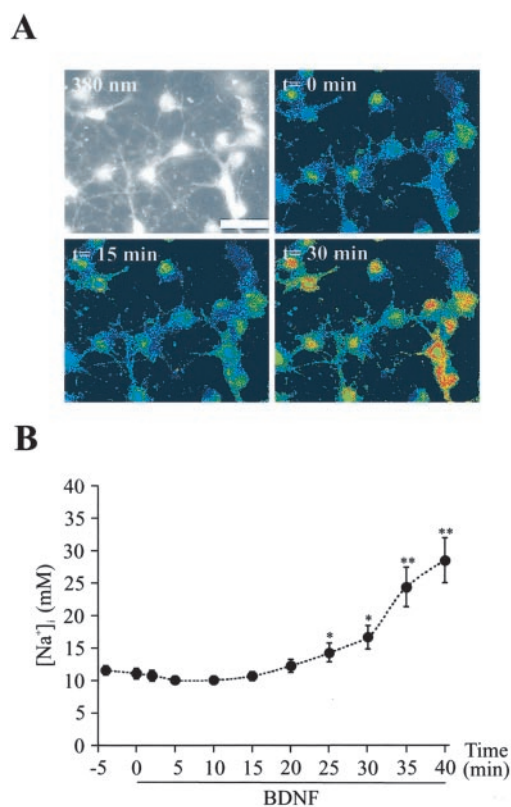 A
380 nm
t= 0 min
t= 15 min
t= 30 min
B
40
35
30
25
20
15
10
5
0
[Na⁺]ᵢ (mM)
*
*
**
**
-5 0 5 10 15 20 25 30 35 40
Time
(min)
BDNF